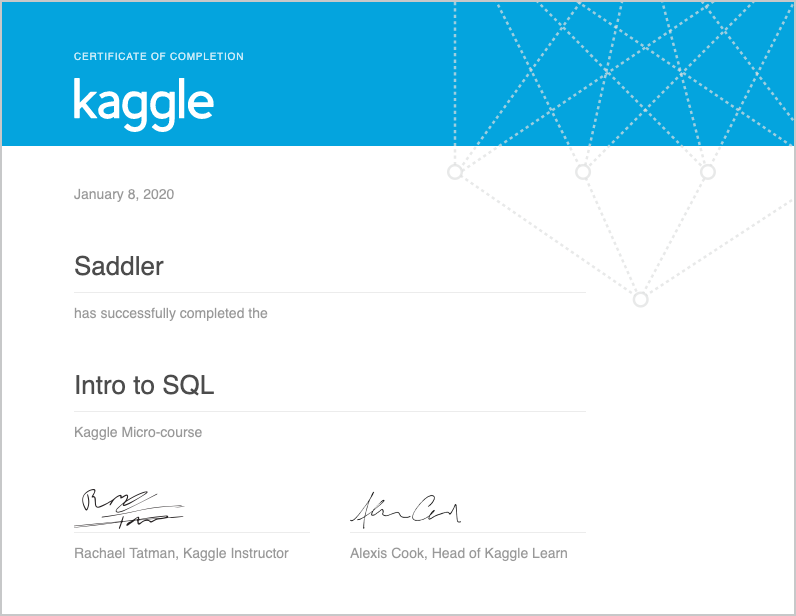 CERTIFICATE OF COMPLETION
kaggle
January 8, 2020
Saddler
has successfully completed the
Intro to SQL
Kaggle Micro-course
Rachael Tatman, Kaggle Instructor
Alexis Cook, Head of Kaggle Learn